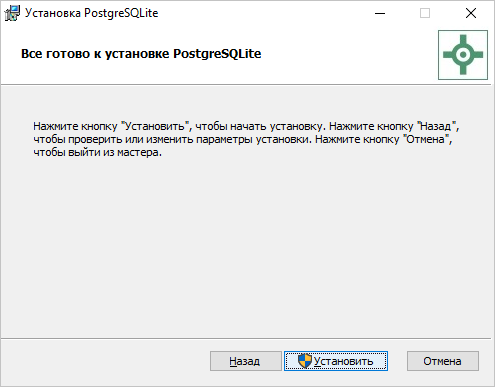 Установка PostgreSQLite
Все готово к установке PostgreSQLite
Нажмите кнопку "Установить", чтобы начать установку. Нажмите кнопку "Назад",
чтобы проверить или изменить параметры установки. Нажмите кнопку "Отмена",
чтобы выйти из мастера.
Назад
Установить
Отмена